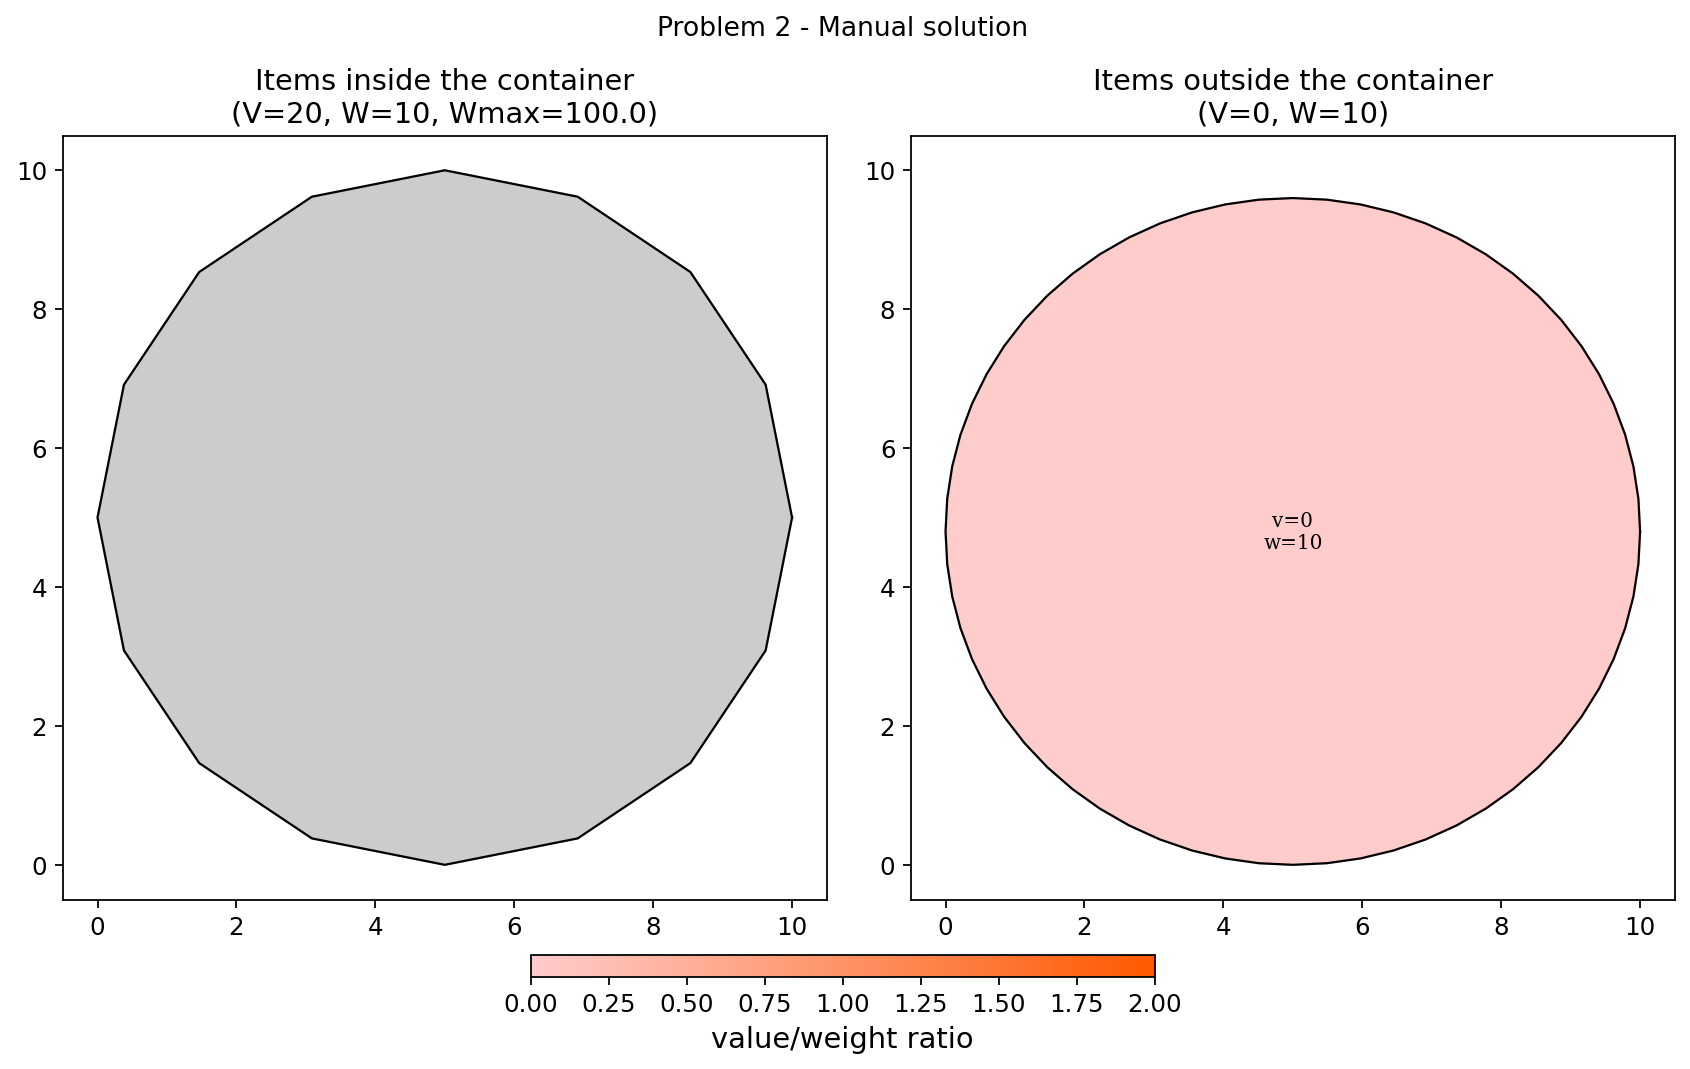 Problem 2 - Manual solution
Items inside the container
(V=20, W=10, Wmax=100.0)
10
8
6
4
2
0
0 2 4 6 8 10
Items outside the container
(V=0, W=10)
10
8
6
4
2
0
v=0
w=10
0 2 4 6 8 10
0.00 0.25 0.50 0.75 1.00 1.25 1.50 1.75 2.00
value/weight ratio